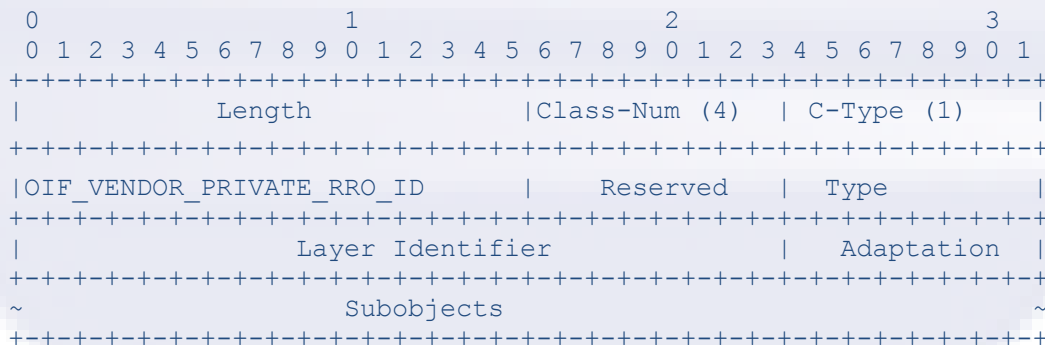 0                   1                   2                   3
 0 1 2 3 4 5 6 7 8 9 0 1 2 3 4 5 6 7 8 9 0 1 2 3 4 5 6 7 8 9 0 1
+-+-+-+-+-+-+-+-+-+-+-+-+-+-+-+-+-+-+-+-+-+-+-+-+-+-+-+-+-+-+-+-+
|            Length             |Class-Num (4)  | C-Type (1)    |
+-+-+-+-+-+-+-+-+-+-+-+-+-+-+-+-+-+-+-+-+-+-+-+-+-+-+-+-+-+-+-+-+
|OIF_VENDOR_PRIVATE_RRO_ID      |    Reserved   |  Type         |
+-+-+-+-+-+-+-+-+-+-+-+-+-+-+-+-+-+-+-+-+-+-+-+-+-+-+-+-+-+-+-+-+
|                 Layer Identifier              |   Adaptation  |
+-+-+-+-+-+-+-+-+-+-+-+-+-+-+-+-+-+-+-+-+-+-+-+-+-+-+-+-+-+-+-+-+
~                    Subobjects                                 ~
+-+-+-+-+-+-+-+-+-+-+-+-+-+-+-+-+-+-+-+-+-+-+-+-+-+-+-+-+-+-+-+-+